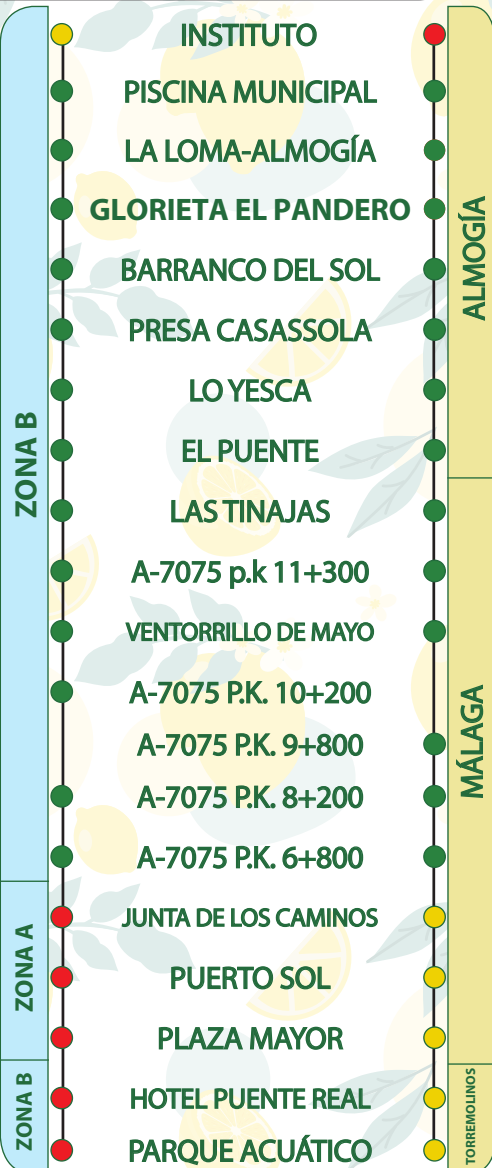 INSTITUTO
PISCINA MUNICIPAL
LA LOMA-ALMOGÍA
GLORIETA EL PANDERO
BARRANCO DEL SOL
PRESA CASASSOLA
LO YESCA
EL PUENTE
LAS TINAJAS
A-7075 p.k 11+300
VENTORRILLO DE MAYO
A-7075 P.K. 10+200
A-7075 P.K. 9+800
A-7075 P.K. 8+200
A-7075 P.K. 6+800
JUNTA DE LOS CAMINOS
PUERTO SOL
PLAZA MAYOR
HOTEL PUENTE REAL
PARQUE ACUÁTICO
ZONA B
ZONA A
ZONA B
ALMOGÍA
MÁLAGA
TORREMOLINOS